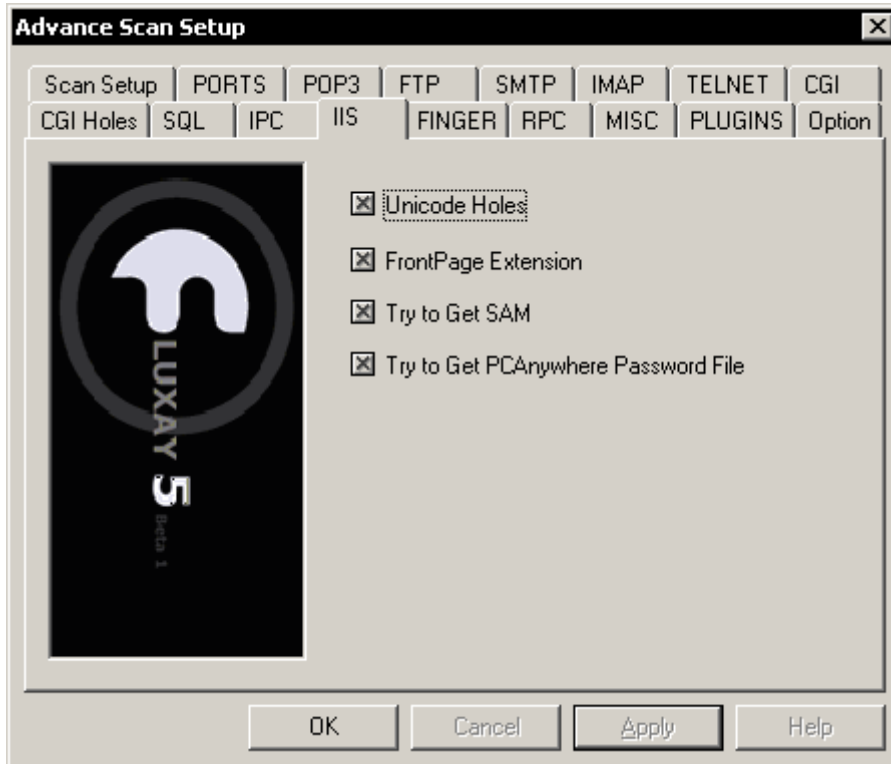 Advance Scan Setup
Scan Setup PORTS POP3 FTP SMTP IMAP TELNET CGI
CGI Holes SQL IPC IIS FINGER RPC MISC PLUGINS Option
Unicode Holes
FrontPage Extension
Try to Get SAM
Try to Get PCAnywhere Password File
LUXAY 5 Beta 1
OK Cancel Apply Help